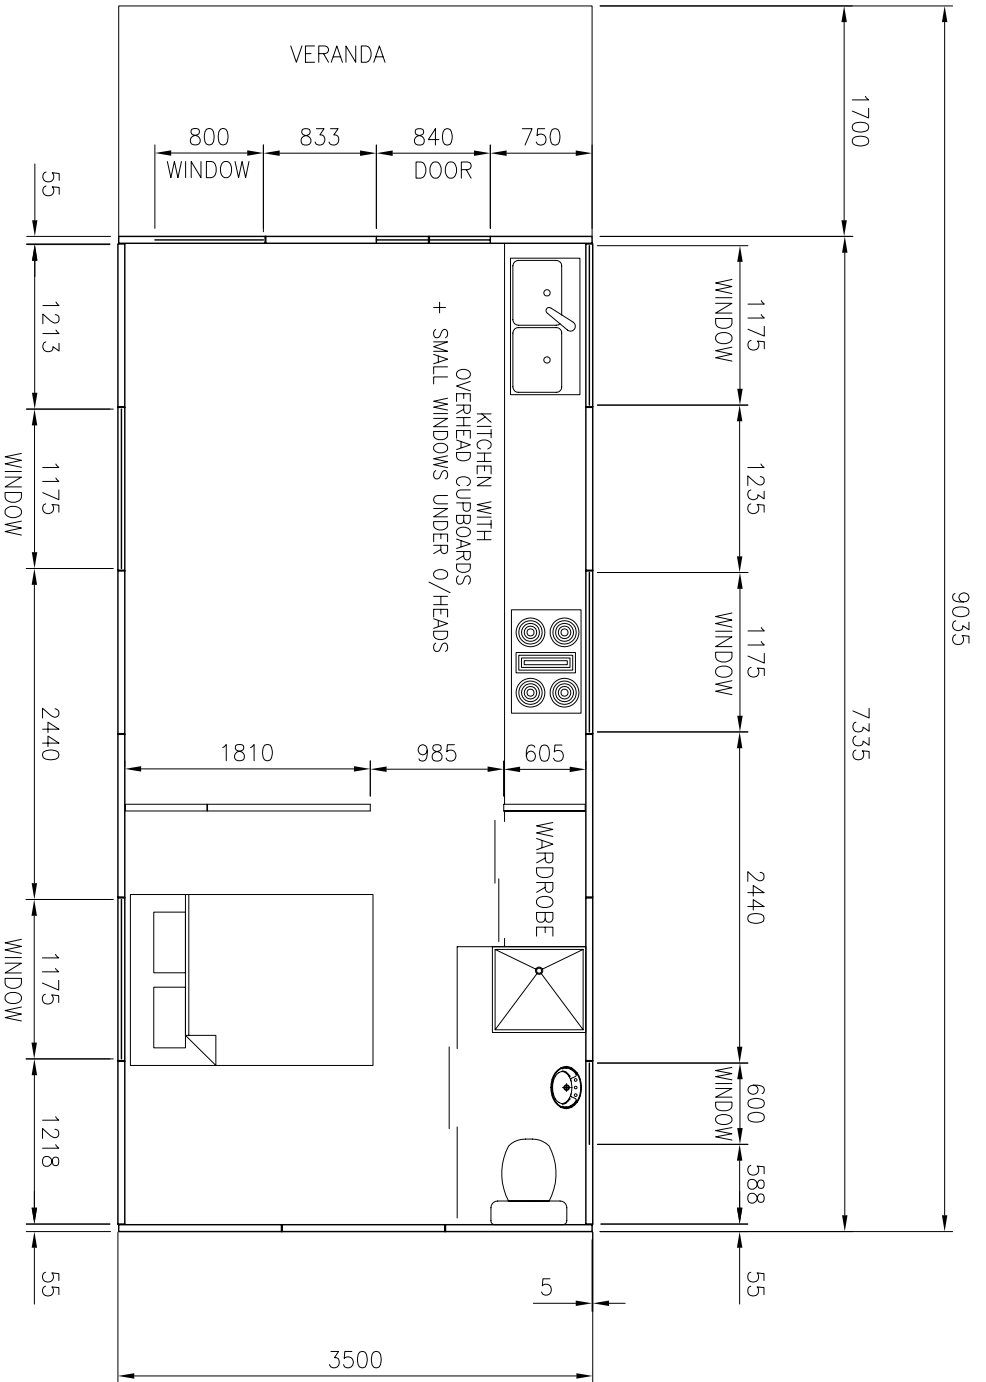 VERANDA
800
833
840
750
WINDOW
DOOR
1700
9035
7335
55
1213
1175
WINDOW
2440
1175
WINDOW
1218
55
1175
WINDOW
1235
1175
WINDOW
2440
600
WINDOW
588
55
KITCHEN WITH
OVERHEAD CUPBOARDS
+ SMALL WINDOWS UNDER O/HEADS
1810
985
605
WARDROBE
5
3500